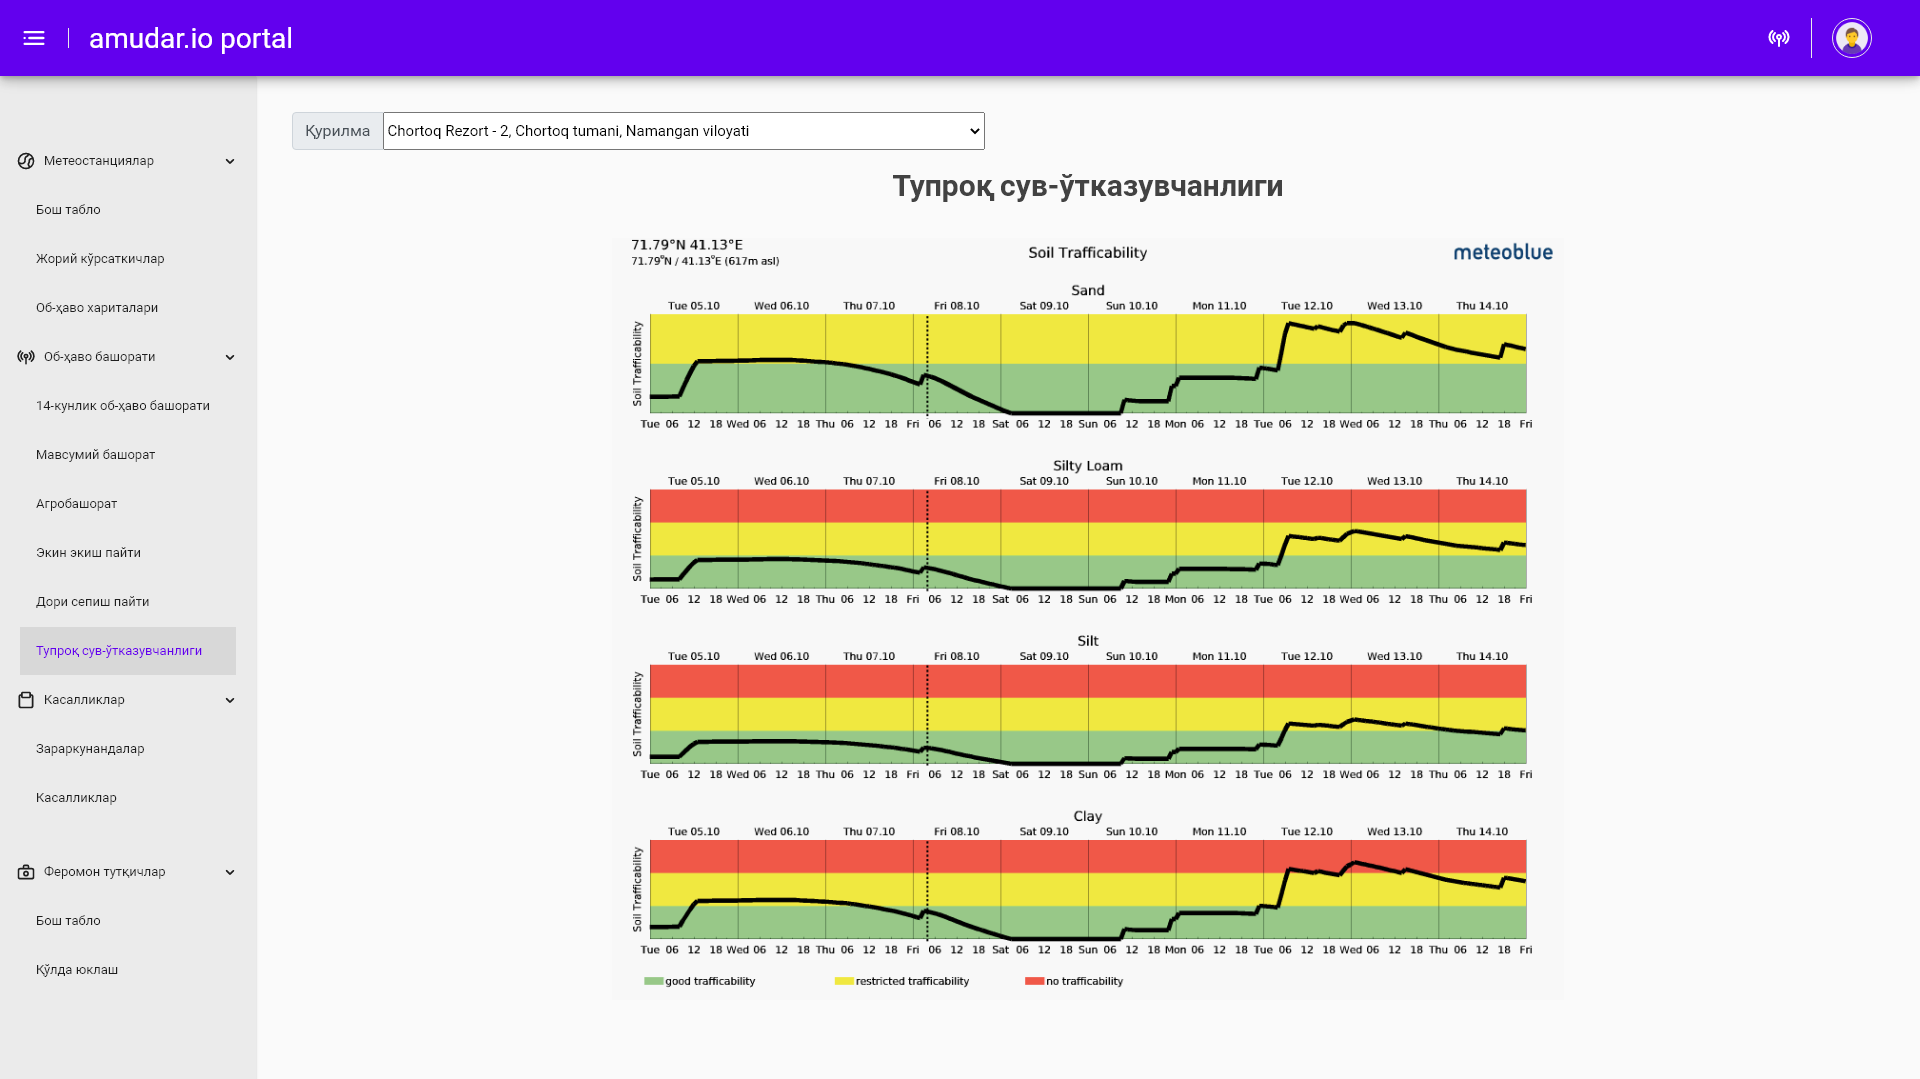 amudar.io portal
Метеостанциялар
Бош табло
Жорий кўрсаткичлар
Об-ҳаво хариталари
Об-ҳаво башорати
14-кунлик об-ҳаво башорати
Мавсумий башорат
Агробашорат
Экин экиш пайти
Дори сепиш пайти
Тупроқ сув-ўтказувчанлиги
Касалликлар
Зараркунандалар
Касалликлар
Феромон тутқичлар
Бош табло
Қўлда юклаш
Қурилма Chortoq Rezort - 2, Chortoq tumani, Namangan viloyati
Тупроқ сув-ўтказувчанлиги
71.79°N 41.13°E
71.79°N / 41.13°E (617m asl)
Soil Trafficability
meteoblue
Sand
Tue 05.10 Wed 06.10 Thu 07.10 Fri 08.10 Sat 09.10 Sun 10.10 Mon 11.10 Tue 12.10 Wed 13.10 Thu 14.10
Soil Trafficability
Tue 06 12 18 Wed 06 12 18 Thu 06 12 18 Fri 06 12 18 Sat 06 12 18 Sun 06 12 18 Mon 06 12 18 Tue 06 12 18 Wed 06 12 18 Thu 06 12 18 Fri
Silty Loam
Tue 05.10 Wed 06.10 Thu 07.10 Fri 08.10 Sat 09.10 Sun 10.10 Mon 11.10 Tue 12.10 Wed 13.10 Thu 14.10
Soil Trafficability
Tue 06 12 18 Wed 06 12 18 Thu 06 12 18 Fri 06 12 18 Sat 06 12 18 Sun 06 12 18 Mon 06 12 18 Tue 06 12 18 Wed 06 12 18 Thu 06 12 18 Fri
Silt
Tue 05.10 Wed 06.10 Thu 07.10 Fri 08.10 Sat 09.10 Sun 10.10 Mon 11.10 Tue 12.10 Wed 13.10 Thu 14.10
Soil Trafficability
Tue 06 12 18 Wed 06 12 18 Thu 06 12 18 Fri 06 12 18 Sat 06 12 18 Sun 06 12 18 Mon 06 12 18 Tue 06 12 18 Wed 06 12 18 Thu 06 12 18 Fri
Clay
Tue 05.10 Wed 06.10 Thu 07.10 Fri 08.10 Sat 09.10 Sun 10.10 Mon 11.10 Tue 12.10 Wed 13.10 Thu 14.10
Soil Trafficability
Tue 06 12 18 Wed 06 12 18 Thu 06 12 18 Fri 06 12 18 Sat 06 12 18 Sun 06 12 18 Mon 06 12 18 Tue 06 12 18 Wed 06 12 18 Thu 06 12 18 Fri
good trafficability restricted trafficability no trafficability